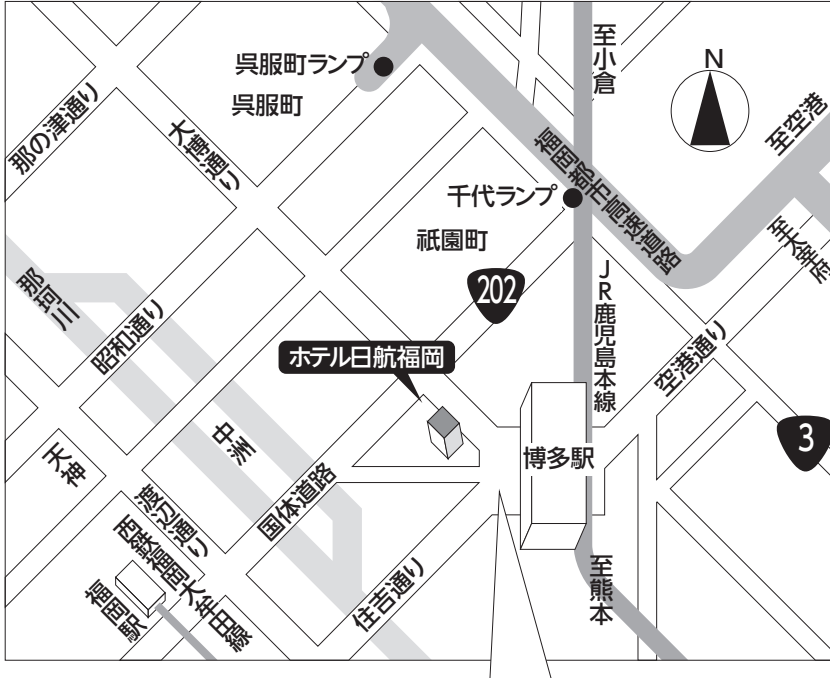 至小倉
N
呉服町ランプ
呉服町
那の津通り
大博通り
至空港
福岡都市高速道路
千代ランプ
祇園町
至太宰府
202
那珂川
昭和通り
JR鹿児島本線
空港通り
ホテル日航福岡
3
中洲
博多駅
天神
国体道路
渡辺通り
西鉄福岡
福岡駅
大牟田線
住吉通り
至熊本